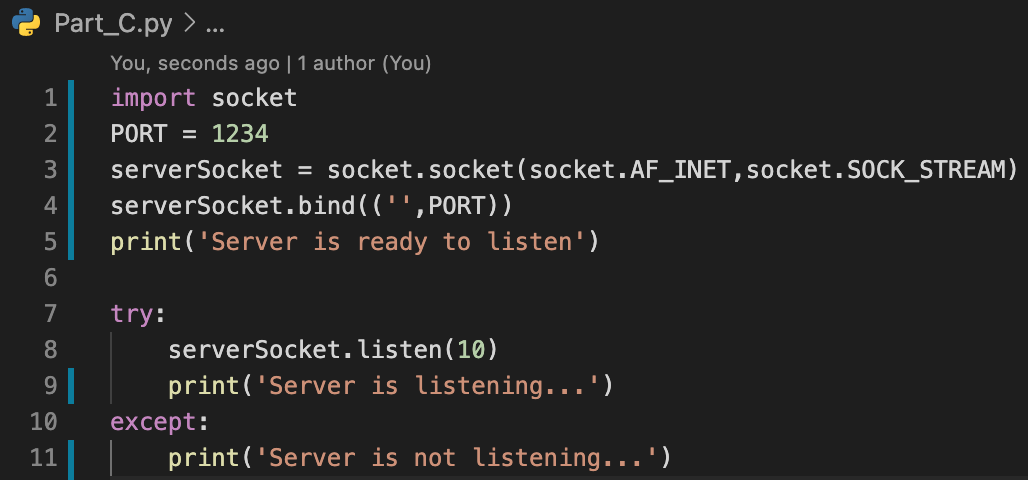 Part_C.py > ...
You, seconds ago | 1 author (You)
1 import socket
2 PORT = 1234
3 serverSocket = socket.socket(socket.AF_INET,socket.SOCK_STREAM)
4 serverSocket.bind(('',PORT))
5 print('Server is ready to listen')
6
7 try:
8     serverSocket.listen(10)
9     print('Server is listening...')
10 except:
11     print('Server is not listening...')